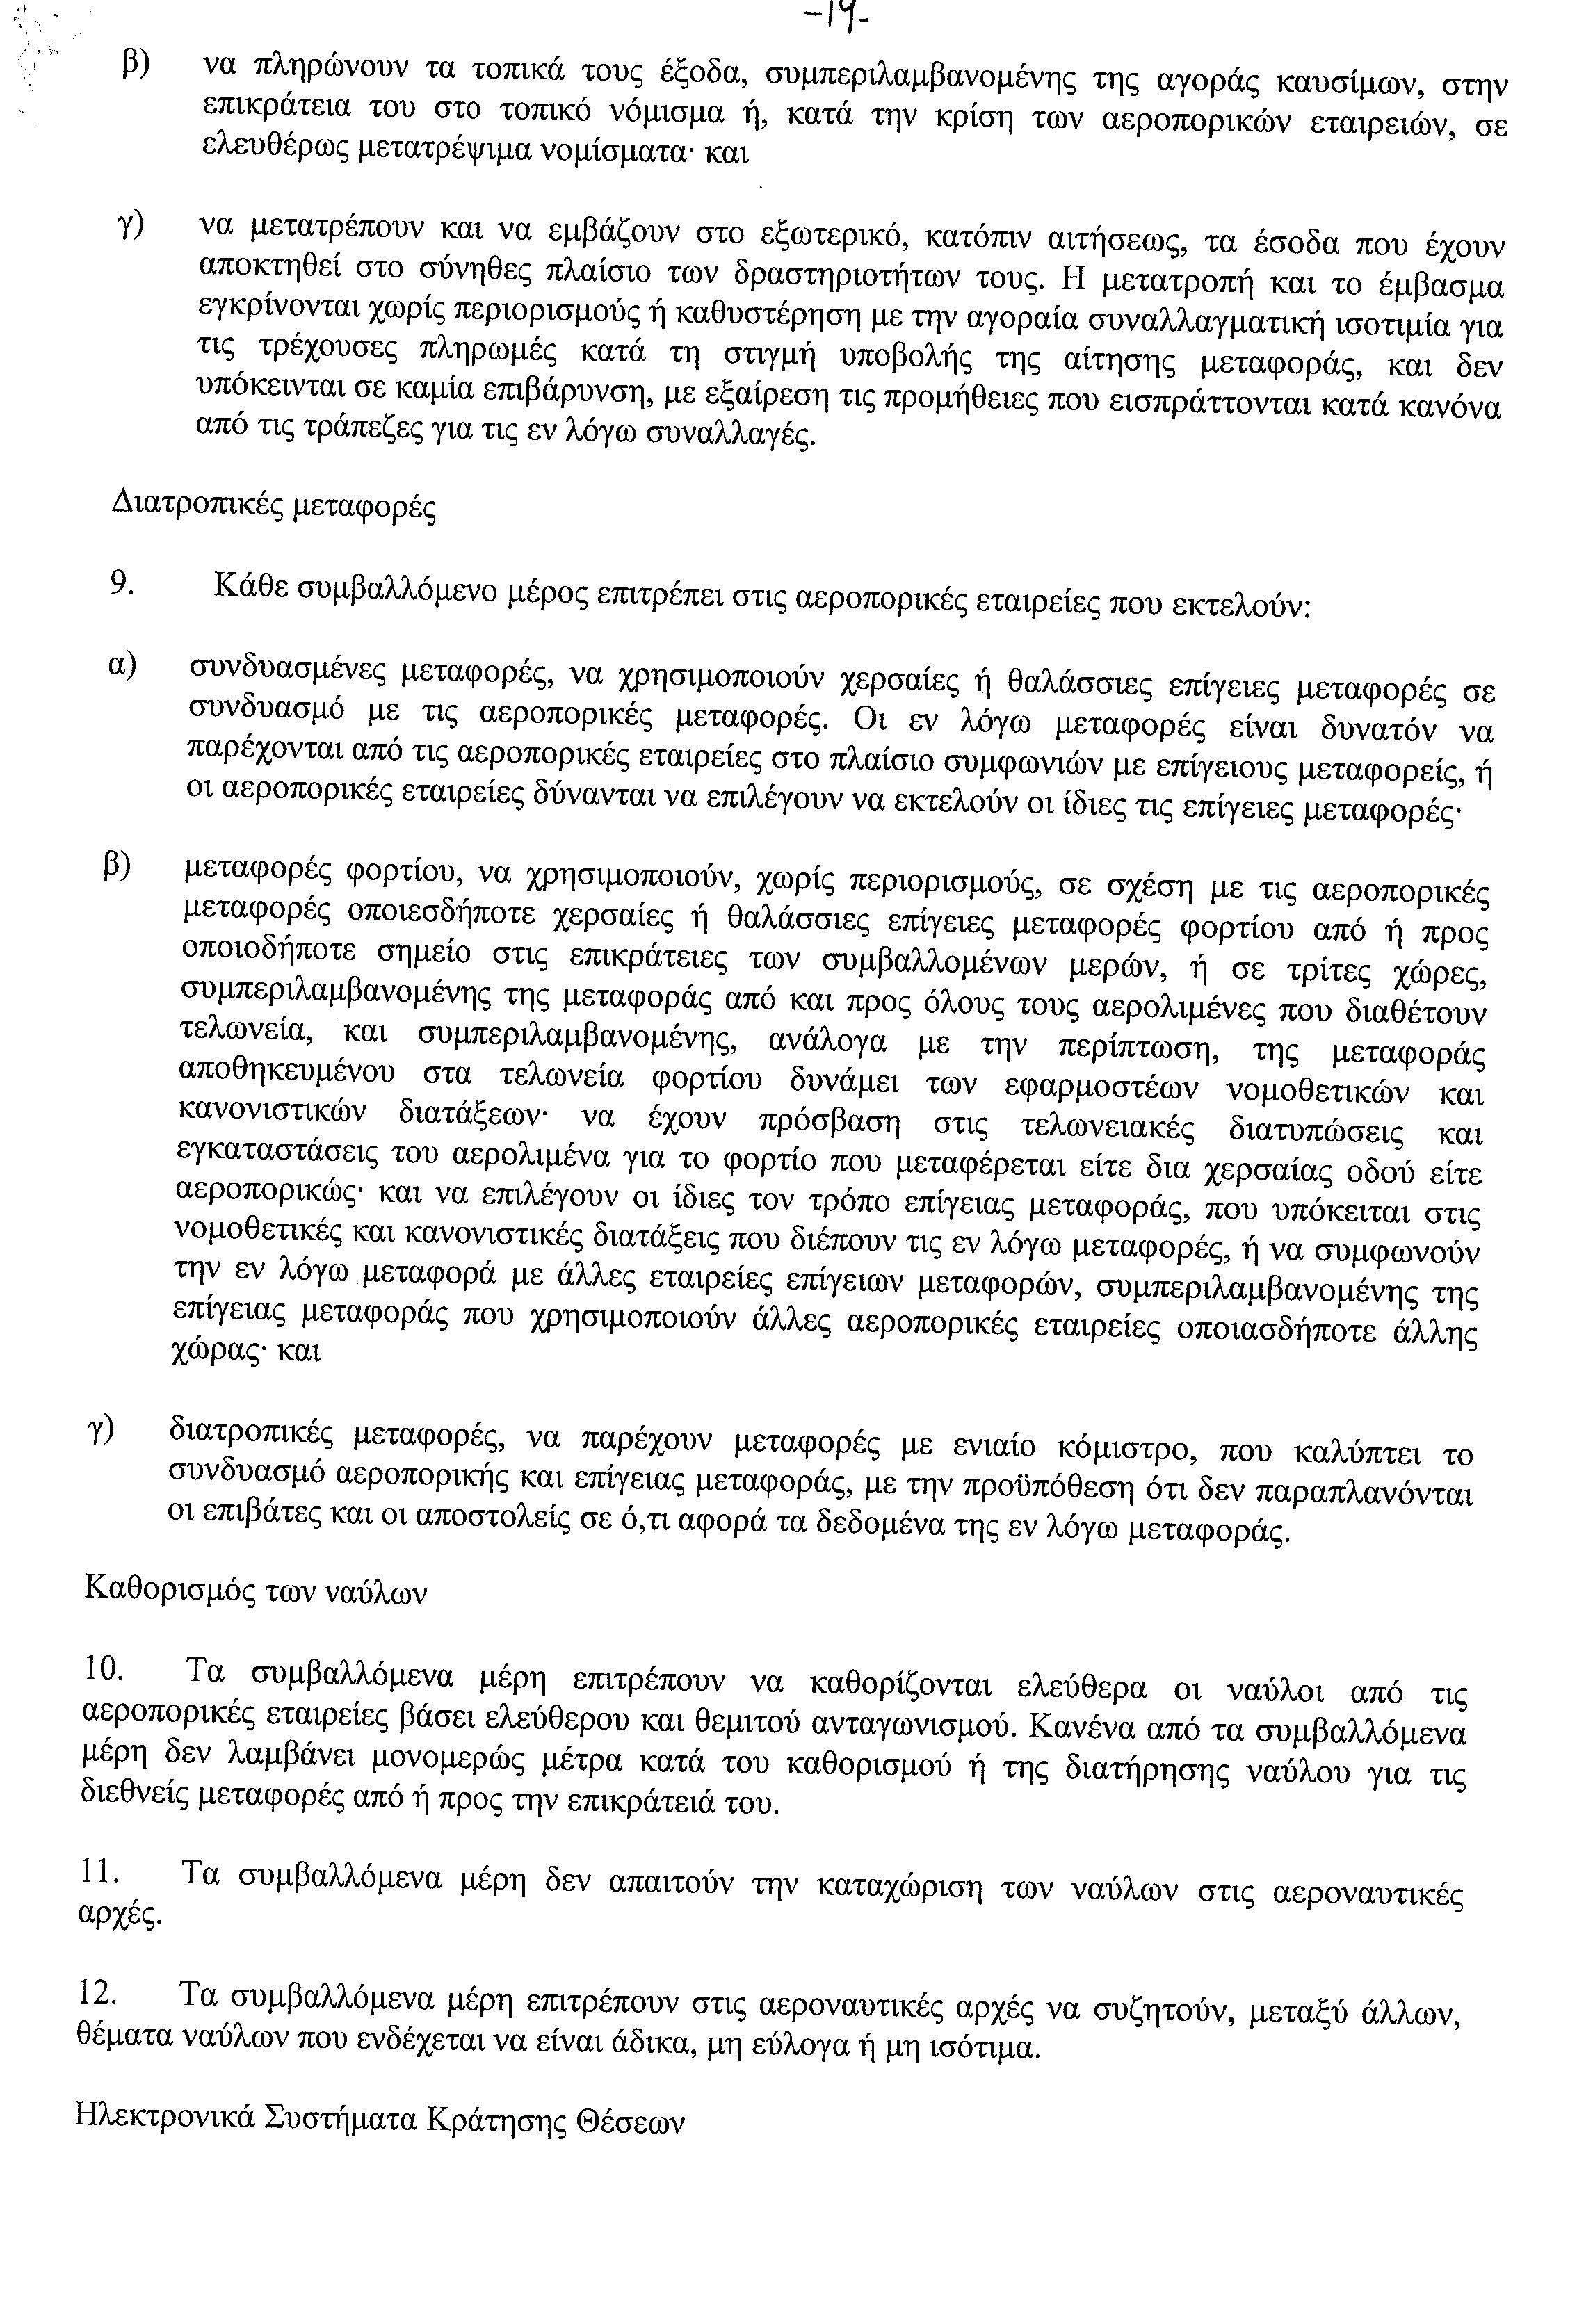 -19-
β) να πληρώνουν τα τοπικά τους έξοδα, συμπεριλαμβανομένης της αγοράς καυσίμων, στην
επικράτεια του στο τοπικό νόμισμα ή, κατά την κρίση των αεροπορικών εταιρειών, σε
ελευθέρως μετατρέψιμα νομίσματα· και
γ) να μετατρέπουν και να εμβάζουν στο εξωτερικό, κατόπιν αιτήσεως, τα έσοδα που έχουν
αποκτηθεί στο σύνηθες πλαίσιο των δραστηριοτήτων τους. Η μετατροπή και το έμβασμα
εγκρίνονται χωρίς περιορισμούς ή καθυστέρηση με την αγοραία συναλλαγματική ισοτιμία για
τις τρέχουσες πληρωμές κατά τη στιγμή υποβολής της αίτησης μεταφοράς, και δεν
υπόκεινται σε καμία επιβάρυνση, με εξαίρεση τις προμήθειες που εισπράττονται κατά κανόνα
από τις τράπεζες για τις εν λόγω συναλλαγές.
Διατροπικές μεταφορές
9. Κάθε συμβαλλόμενο μέρος επιτρέπει στις αεροπορικές εταιρείες που εκτελούν:
α) συνδυασμένες μεταφορές, να χρησιμοποιούν χερσαίες ή θαλάσσιες επίγειες μεταφορές σε
συνδυασμό με τις αεροπορικές μεταφορές. Οι εν λόγω μεταφορές είναι δυνατόν να
παρέχονται από τις αεροπορικές εταιρείες στο πλαίσιο συμφωνιών με επίγειους μεταφορείς, ή
οι αεροπορικές εταιρείες δύνανται να επιλέγουν να εκτελούν οι ίδιες τις επίγειες μεταφορές·
β) μεταφορές φορτίου, να χρησιμοποιούν, χωρίς περιορισμούς, σε σχέση με τις αεροπορικές
μεταφορές οποιεσδήποτε χερσαίες ή θαλάσσιες επίγειες μεταφορές φορτίου από ή προς
οποιοδήποτε σημείο στις επικράτειες των συμβαλλομένων μερών, ή σε τρίτες χώρες,
συμπεριλαμβανομένης της μεταφοράς από και προς όλους τους αερολιμένες που διαθέτουν
τελωνεία, και συμπεριλαμβανομένης, ανάλογα με την περίπτωση, της μεταφοράς
αποθηκευμένου στα τελωνεία φορτίου δυνάμει των εφαρμοστέων νομοθετικών και
κανονιστικών διατάξεων· να έχουν πρόσβαση στις τελωνειακές διατυπώσεις και
εγκαταστάσεις του αερολιμένα για το φορτίο που μεταφέρεται είτε δια χερσαίας οδού είτε
αεροπορικώς· και να επιλέγουν οι ίδιες τον τρόπο επίγειας μεταφοράς, που υπόκειται στις
νομοθετικές και κανονιστικές διατάξεις που διέπουν τις εν λόγω μεταφορές, ή να συμφωνούν
την εν λόγω μεταφορά με άλλες εταιρείες επίγειων μεταφορών, συμπεριλαμβανομένης της
επίγειας μεταφοράς που χρησιμοποιούν άλλες αεροπορικές εταιρείες οποιασδήποτε άλλης
χώρας· και
γ) διατροπικές μεταφορές, να παρέχουν μεταφορές με ενιαίο κόμιστρο, που καλύπτει το
συνδυασμό αεροπορικής και επίγειας μεταφοράς, με την προϋπόθεση ότι δεν παραπλανόνται
οι επιβάτες και οι αποστολείς σε ό,τι αφορά τα δεδομένα της εν λόγω μεταφοράς.
Καθορισμός των ναύλων
10. Τα συμβαλλόμενα μέρη επιτρέπουν να καθορίζονται ελεύθερα οι ναύλοι από τις
αεροπορικές εταιρείες βάσει ελεύθερου και θεμιτού ανταγωνισμού. Κανένα από τα συμβαλλόμενα
μέρη δεν λαμβάνει μονομερώς μέτρα κατά του καθορισμού ή της διατήρησης ναύλου για τις
διεθνείς μεταφορές από ή προς την επικράτειά του.
11. Τα συμβαλλόμενα μέρη δεν απαιτούν την καταχώριση των ναύλων στις αεροναυτικές
αρχές.
12. Τα συμβαλλόμενα μέρη επιτρέπουν στις αεροναυτικές αρχές να συζητούν, μεταξύ άλλων,
θέματα ναύλων που ενδέχεται να είναι άδικα, μη εύλογα ή μη ισότιμα.
Ηλεκτρονικά Συστήματα Κράτησης Θέσεων